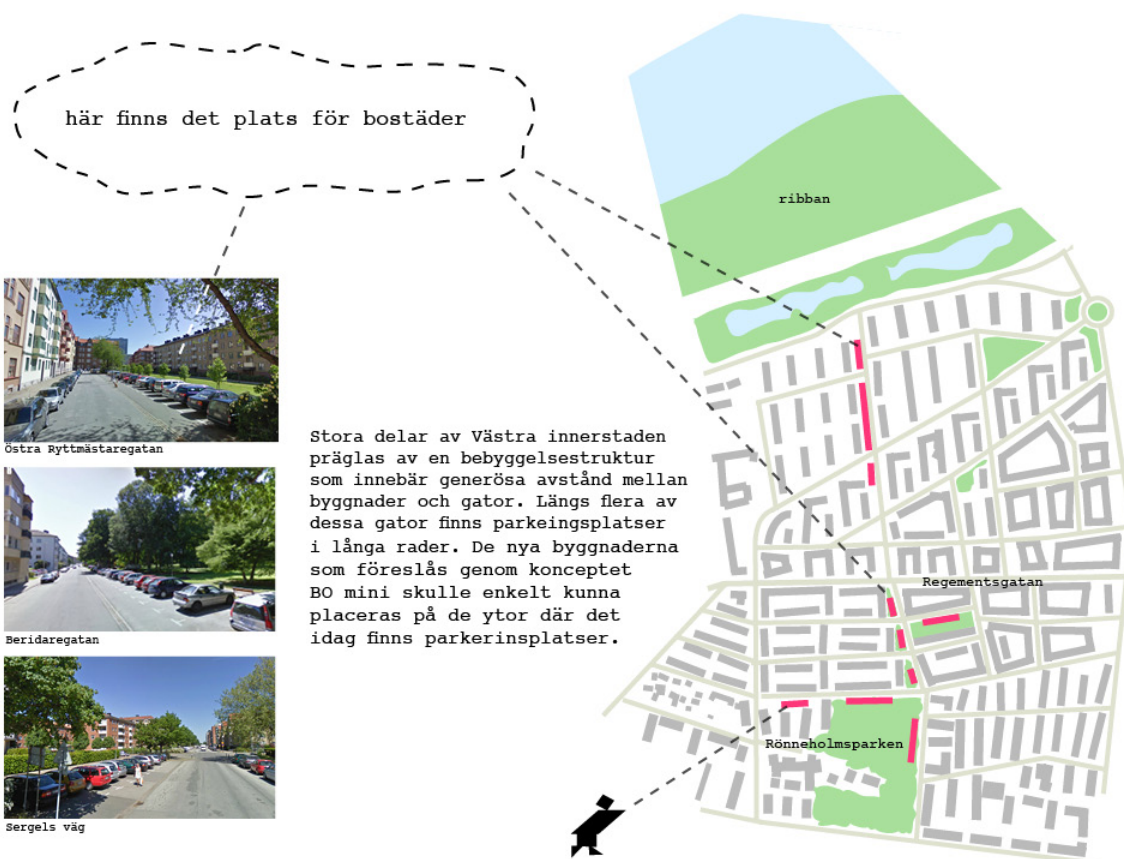 här finns det plats för bostäder
ribban
Östra Ryttmästaregatan
Stora delar av Västra innerstaden
präglas av en bebyggelsestruktur
som innebär generösa avstånd mellan
byggnader och gator. Längs flera av
dessa gator finns parkeingsplatser
i långa rader. De nya byggnaderna
som föreslås genom konceptet
BO mini skulle enkelt kunna
placeras på de ytor där det
idag finns parkerinsplatser.
Beridaregatan
Regementsgatan
Rönneholmsparken
Sergels väg